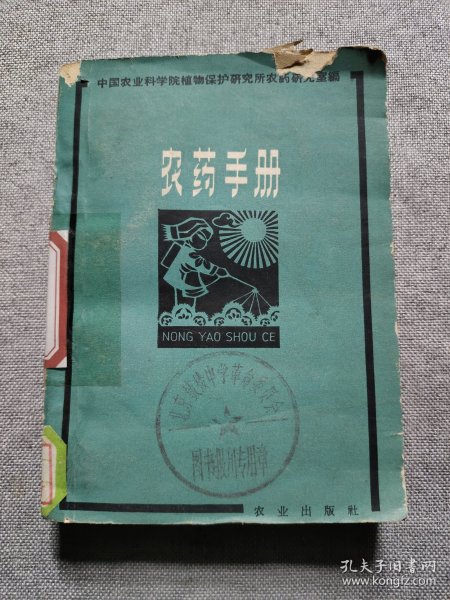 中国农业科学院植物保护研究所农药研究室编
农药手册
NONG YAO SHOU CE
图书报刊专用章
农业出版社
孔夫子旧书网
www.kongfz.com